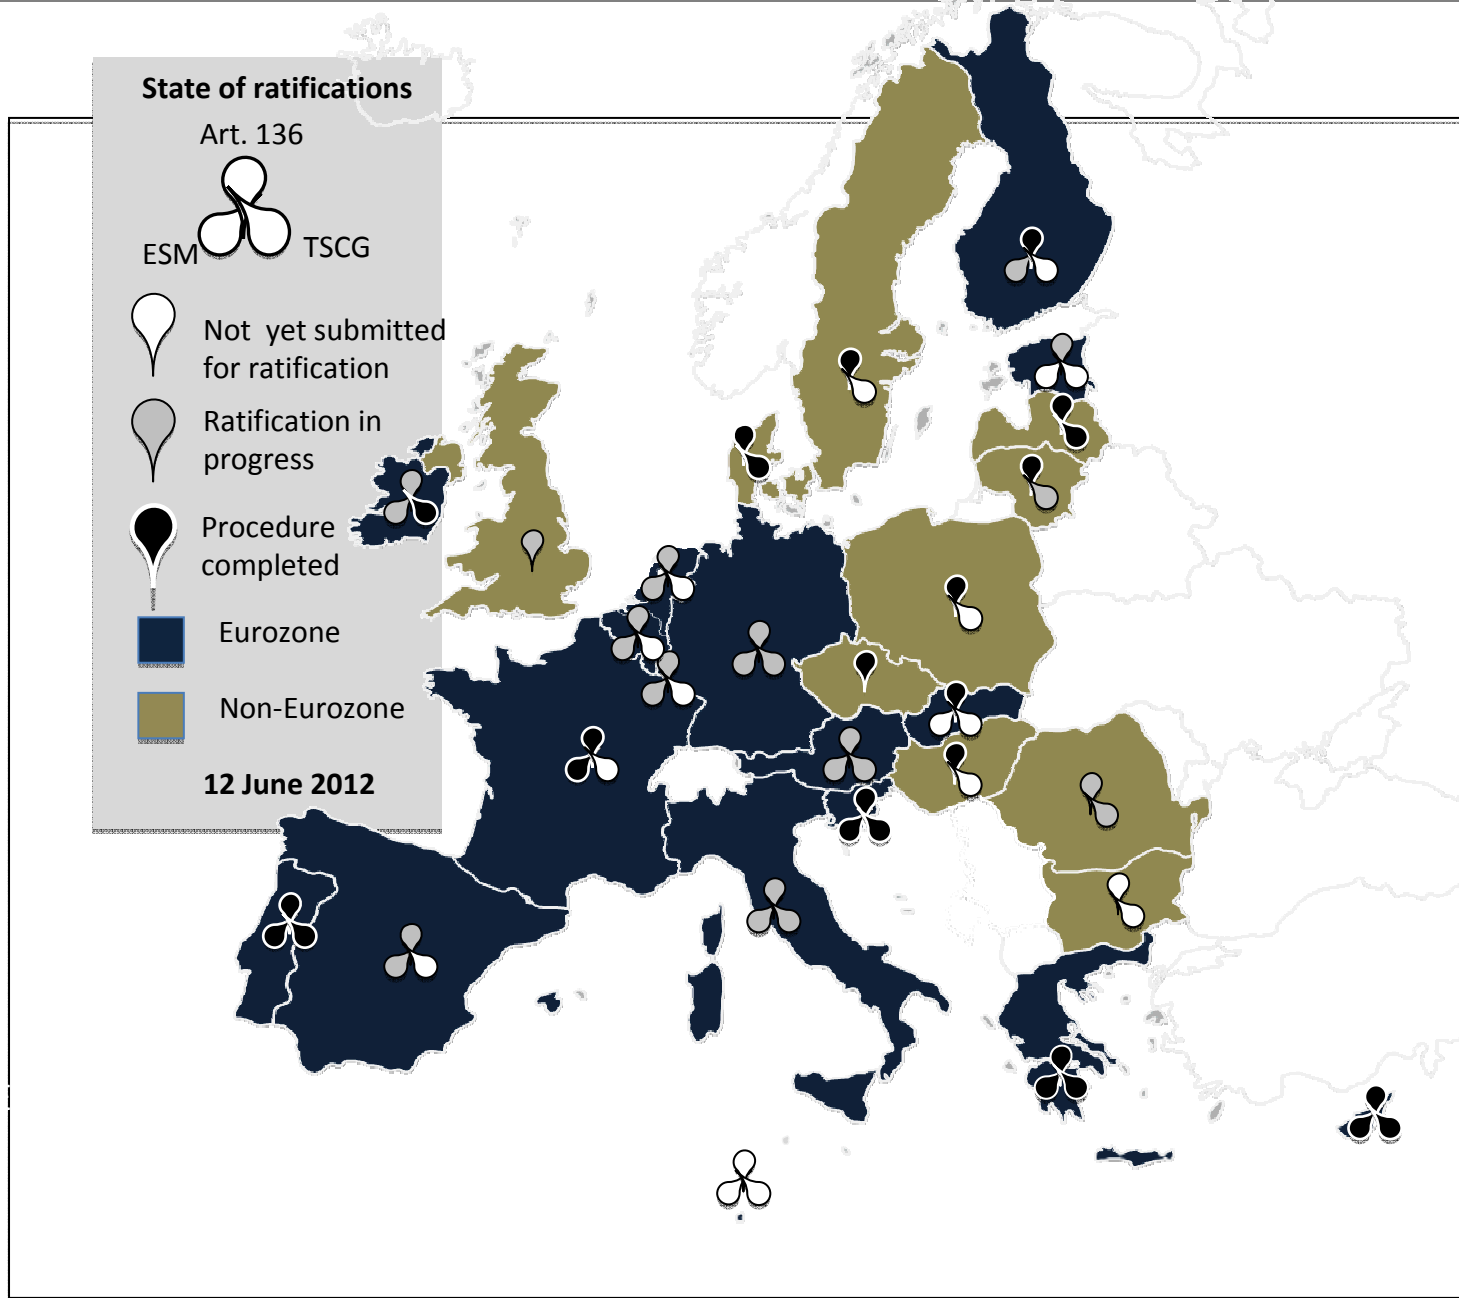 State of ratifications
Art. 136
ESM
TSCG
Not yet submitted
for ratification
Ratification in
progress
Procedure
completed
Eurozone
Non-Eurozone
12 June 2012